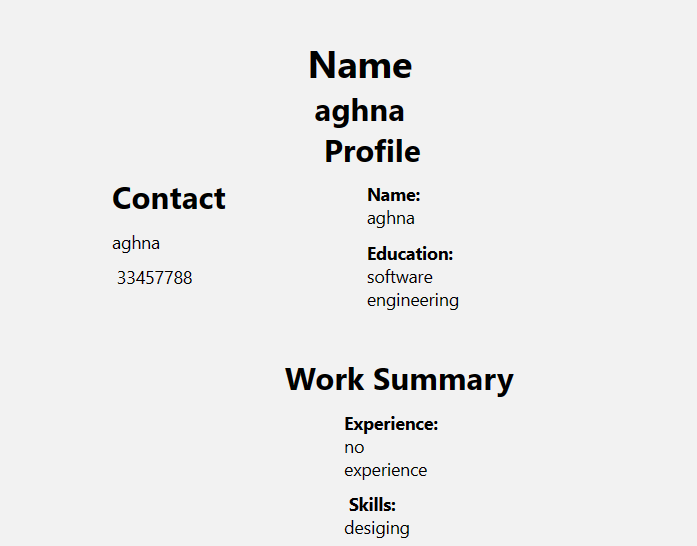 Name
aghna
Profile
Contact
aghna
33457788
Name:
aghna
Education:
software
engineering
Work Summary
Experience:
no
experience
Skills:
desiging